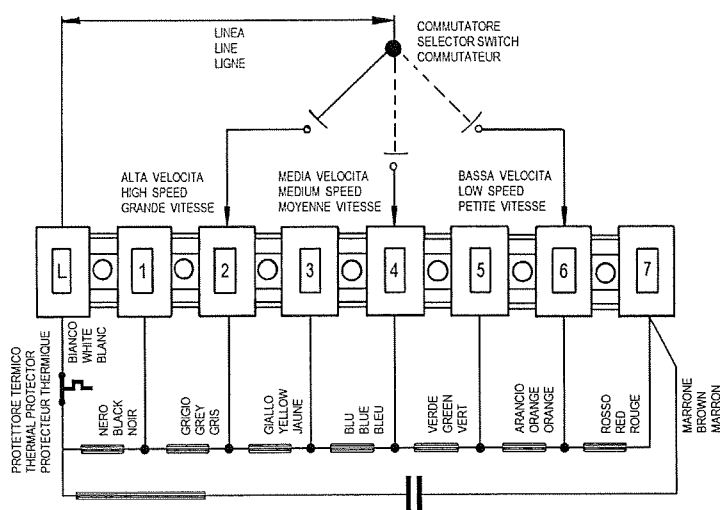 LINEA
LINE
LIGNE
COMMUTATORE
SELECTOR SWITCH
COMMUTATEUR
ALTA VELOCITA
HIGH SPEED
GRANDE VITESSE
MEDIA VELOCITA
MEDIUM SPEED
MOYENNE VITESSE
BASSA VELOCITA
LOW SPEED
PETITE VITESSE
L 1 2 3 4 5 6 7
PROTETTORE TERMICO
THERMAL PROTECTOR
PROTECTEUR THERMIQUE
BIANCO
WHITE
BLANC
NERO
BLACK
NOIR
GRIGIO
GREY
GRIS
GIALLO
YELLOW
JAUNE
BLU
BLUE
BLEU
VERDE
GREEN
VERT
ARANCIO
ORANGE
ORANGE
ROSSO
RED
ROUGE
MARRONE
BROWN
MARRON